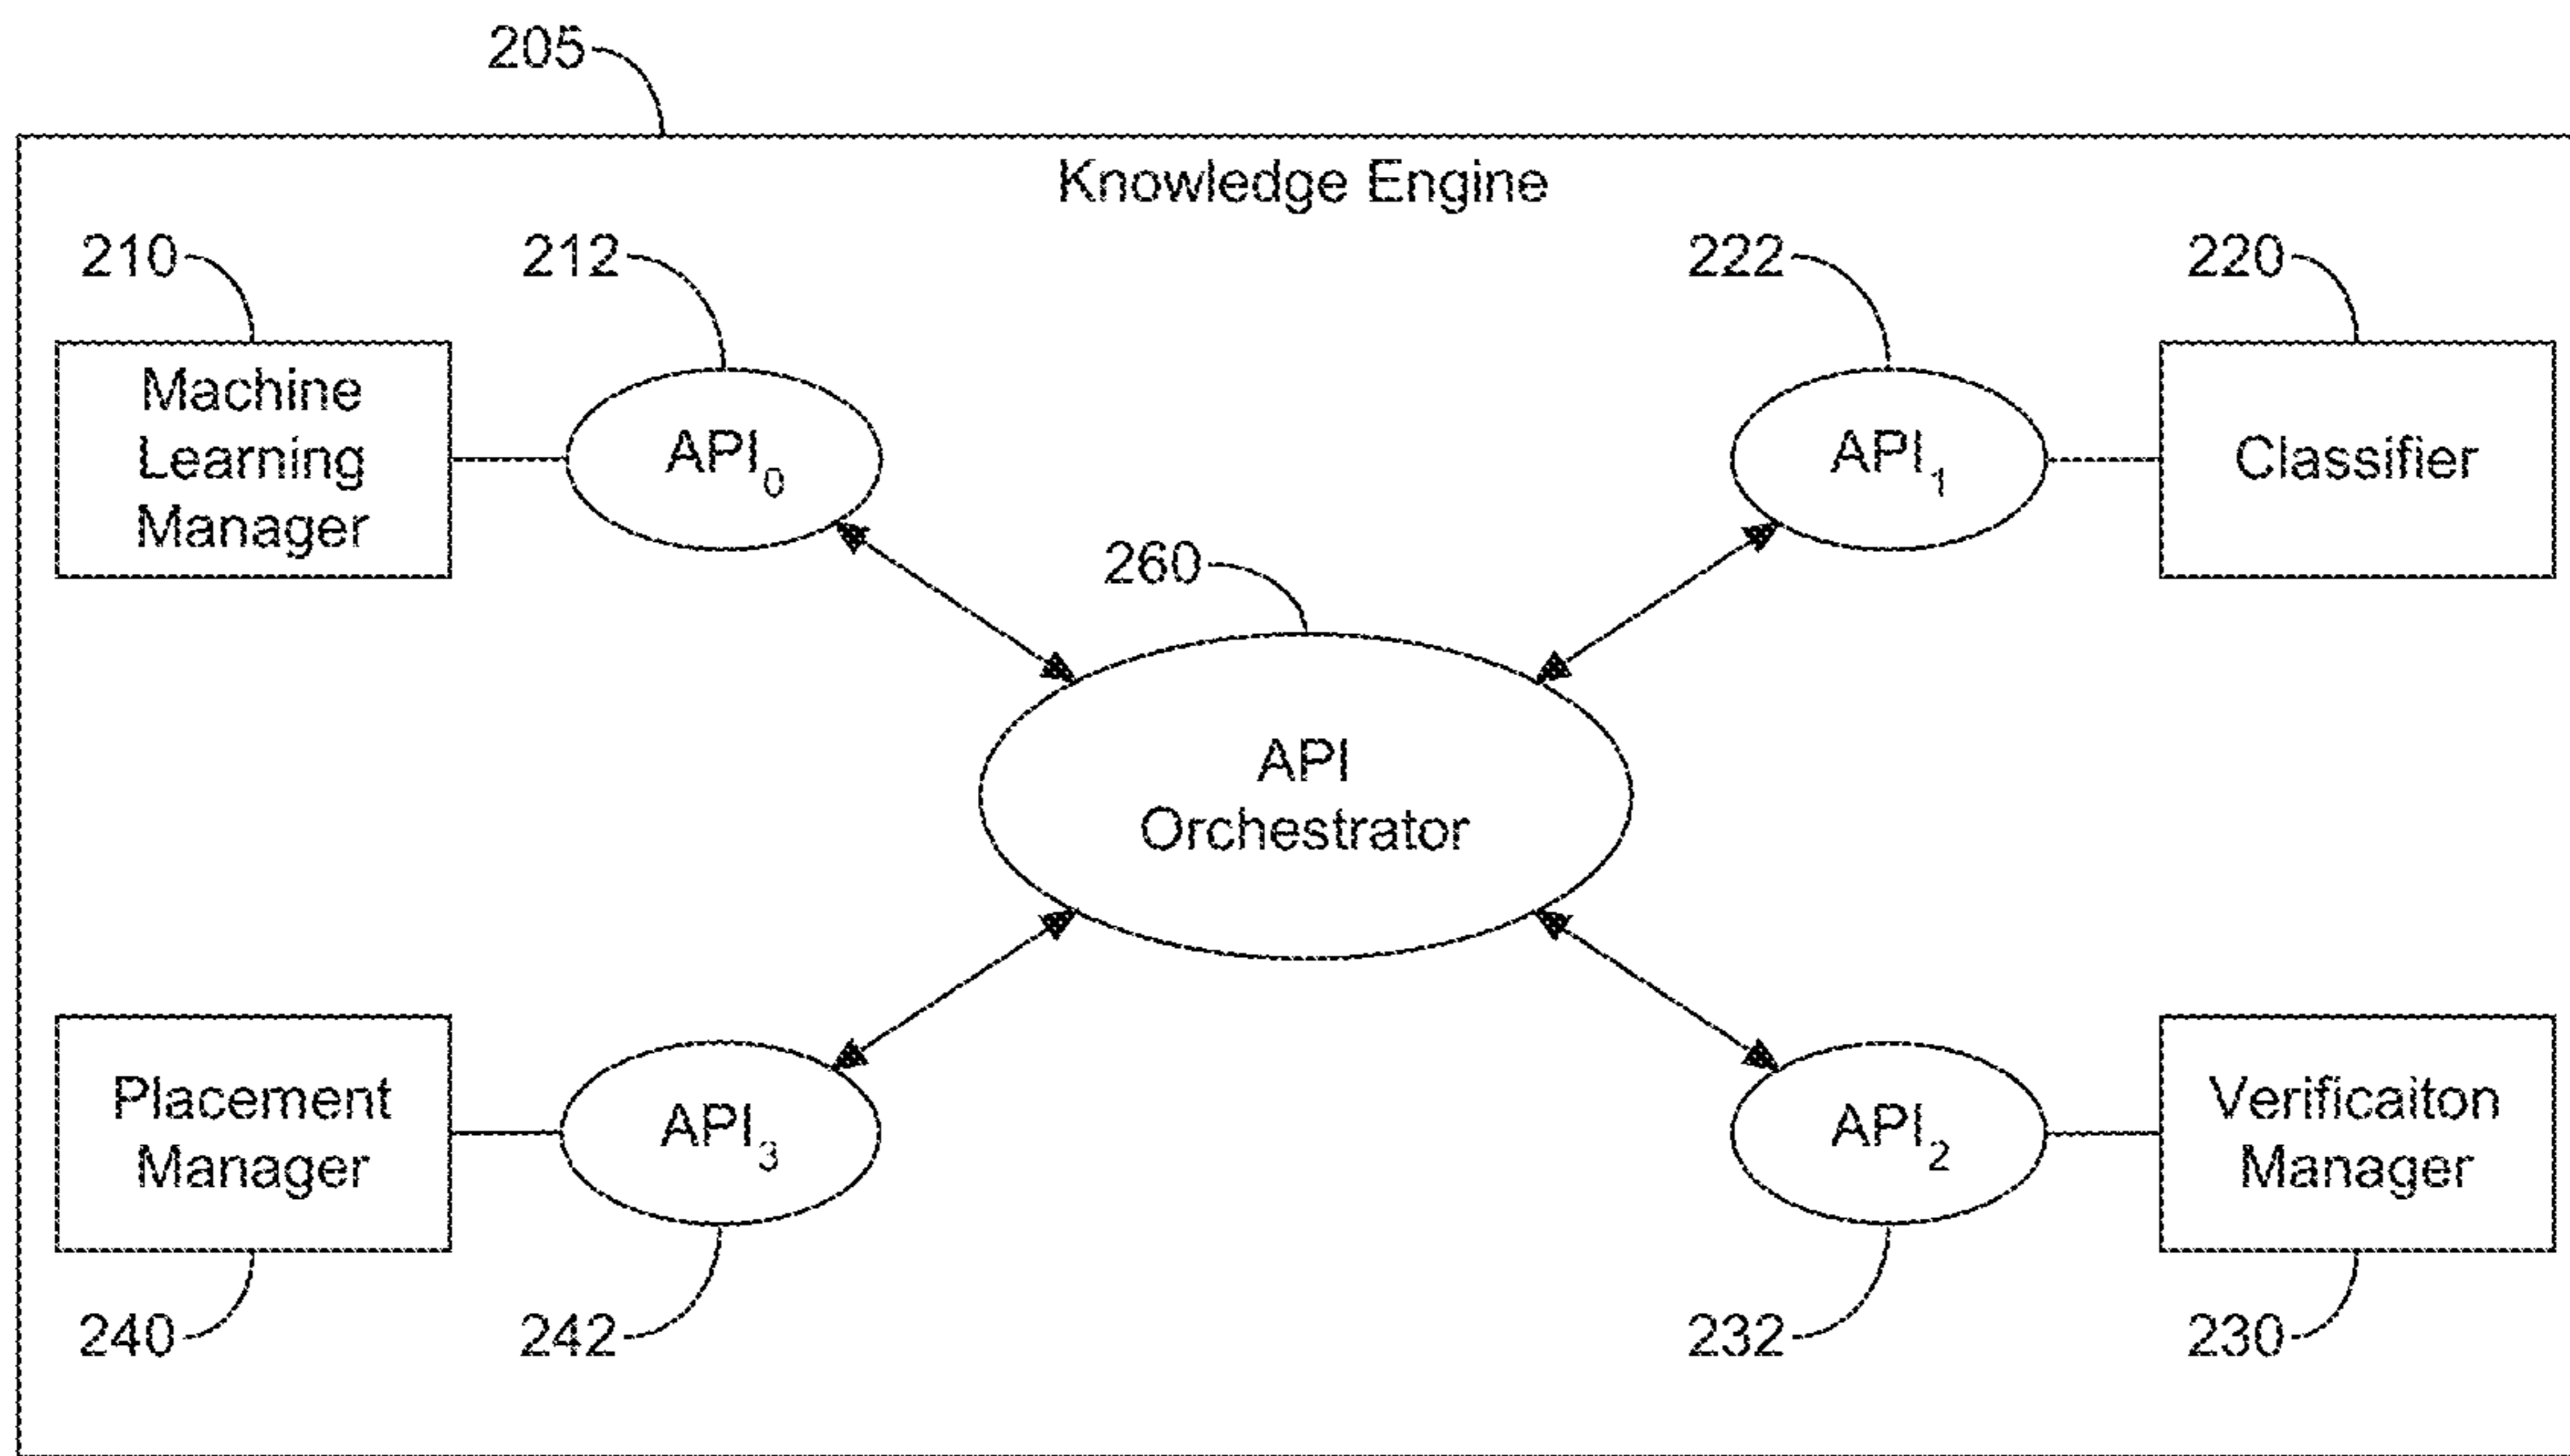 205
Knowledge Engine
210
212
222
220
Machine
Learning
Manager
API₀
API₁
Classifier
260
API
Orchestrator
Placement
Manager
API₃
API₂
Verificaiton
Manager
240
242
232
230